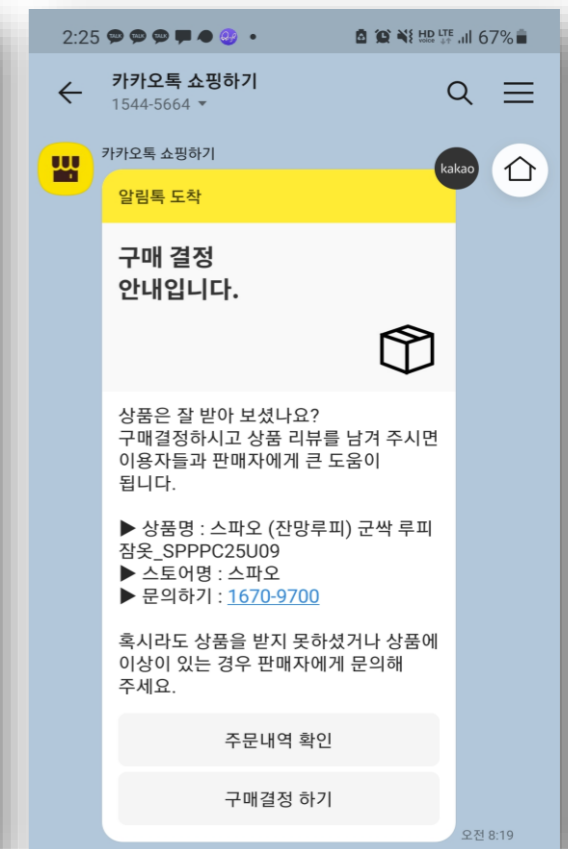 2:25 TALK TALK TALK HD VOICE LTE 67%
카카오톡 쇼핑하기
1544-5664
카카오톡 쇼핑하기
kakao
알림톡 도착
구매 결정
안내입니다.
상품은 잘 받아 보셨나요?
구매결정하시고 상품 리뷰를 남겨 주시면
이용자들과 판매자에게 큰 도움이
됩니다.
▶ 상품명 : 스파오 (잔망루피) 군싹 루피
잠옷_SPPPC25U09
▶ 스토어명 : 스파오
▶ 문의하기 : 1670-9700
혹시라도 상품을 받지 못하셨거나 상품에
이상이 있는 경우 판매자에게 문의해
주세요.
주문내역 확인
구매결정 하기
오전 8:19